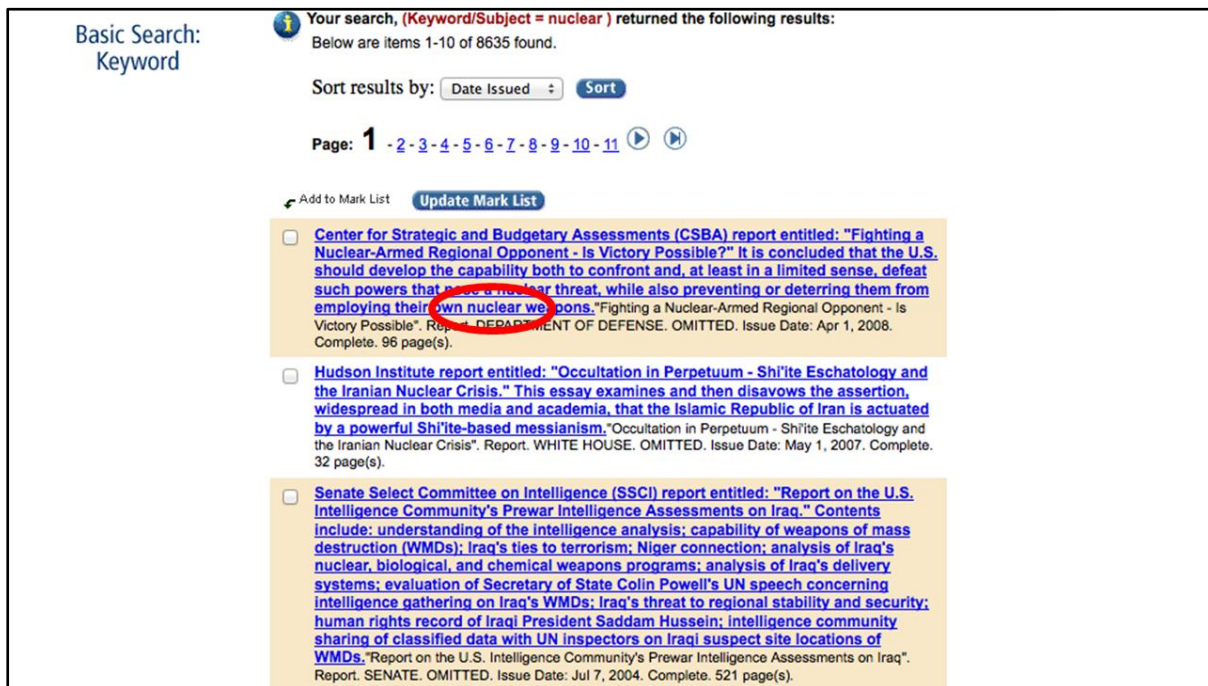 Basic Search:
Keyword
Your search, (Keyword/Subject = nuclear ) returned the following results:
Below are items 1-10 of 8635 found.
Sort results by: Date Issued Sort
Page: 1 - 2 - 3 - 4 - 5 - 6 - 7 - 8 - 9 - 10 - 11
Add to Mark List Update Mark List
Center for Strategic and Budgetary Assessments (CSBA) report entitled: "Fighting a
Nuclear-Armed Regional Opponent - Is Victory Possible?" It is concluded that the U.S.
should develop the capability both to confront and, at least in a limited sense, defeat
such powers that pose a nuclear threat, while also preventing or deterring them from
employing their own nuclear weapons."Fighting a Nuclear-Armed Regional Opponent - Is
Victory Possible". Report. DEPARTMENT OF DEFENSE. OMITTED. Issue Date: Apr 1, 2008.
Complete. 96 page(s).
Hudson Institute report entitled: "Occultation in Perpetuum - Shi'ite Eschatology and
the Iranian Nuclear Crisis." This essay examines and then disavows the assertion,
widespread in both media and academia, that the Islamic Republic of Iran is actuated
by a powerful Shi'ite-based messianism."Occultation in Perpetuum - Shi'ite Eschatology and
the Iranian Nuclear Crisis". Report. WHITE HOUSE. OMITTED. Issue Date: May 1, 2007. Complete.
32 page(s).
Senate Select Committee on Intelligence (SSCI) report entitled: "Report on the U.S.
Intelligence Community's Prewar Intelligence Assessments on Iraq." Contents
include: understanding of the intelligence analysis; capability of weapons of mass
destruction (WMDs); Iraq's ties to terrorism; Niger connection; analysis of Iraq's
nuclear, biological, and chemical weapons programs; analysis of Iraq's delivery
systems; evaluation of Secretary of State Colin Powell's UN speech concerning
intelligence gathering on Iraq's WMDs; Iraq's threat to regional stability and security;
human rights record of Iraqi President Saddam Hussein; intelligence community
sharing of classified data with UN inspectors on Iraqi suspect site locations of
WMDs."Report on the U.S. Intelligence Community's Prewar Intelligence Assessments on Iraq".
Report. SENATE. OMITTED. Issue Date: Jul 7, 2004. Complete. 521 page(s).